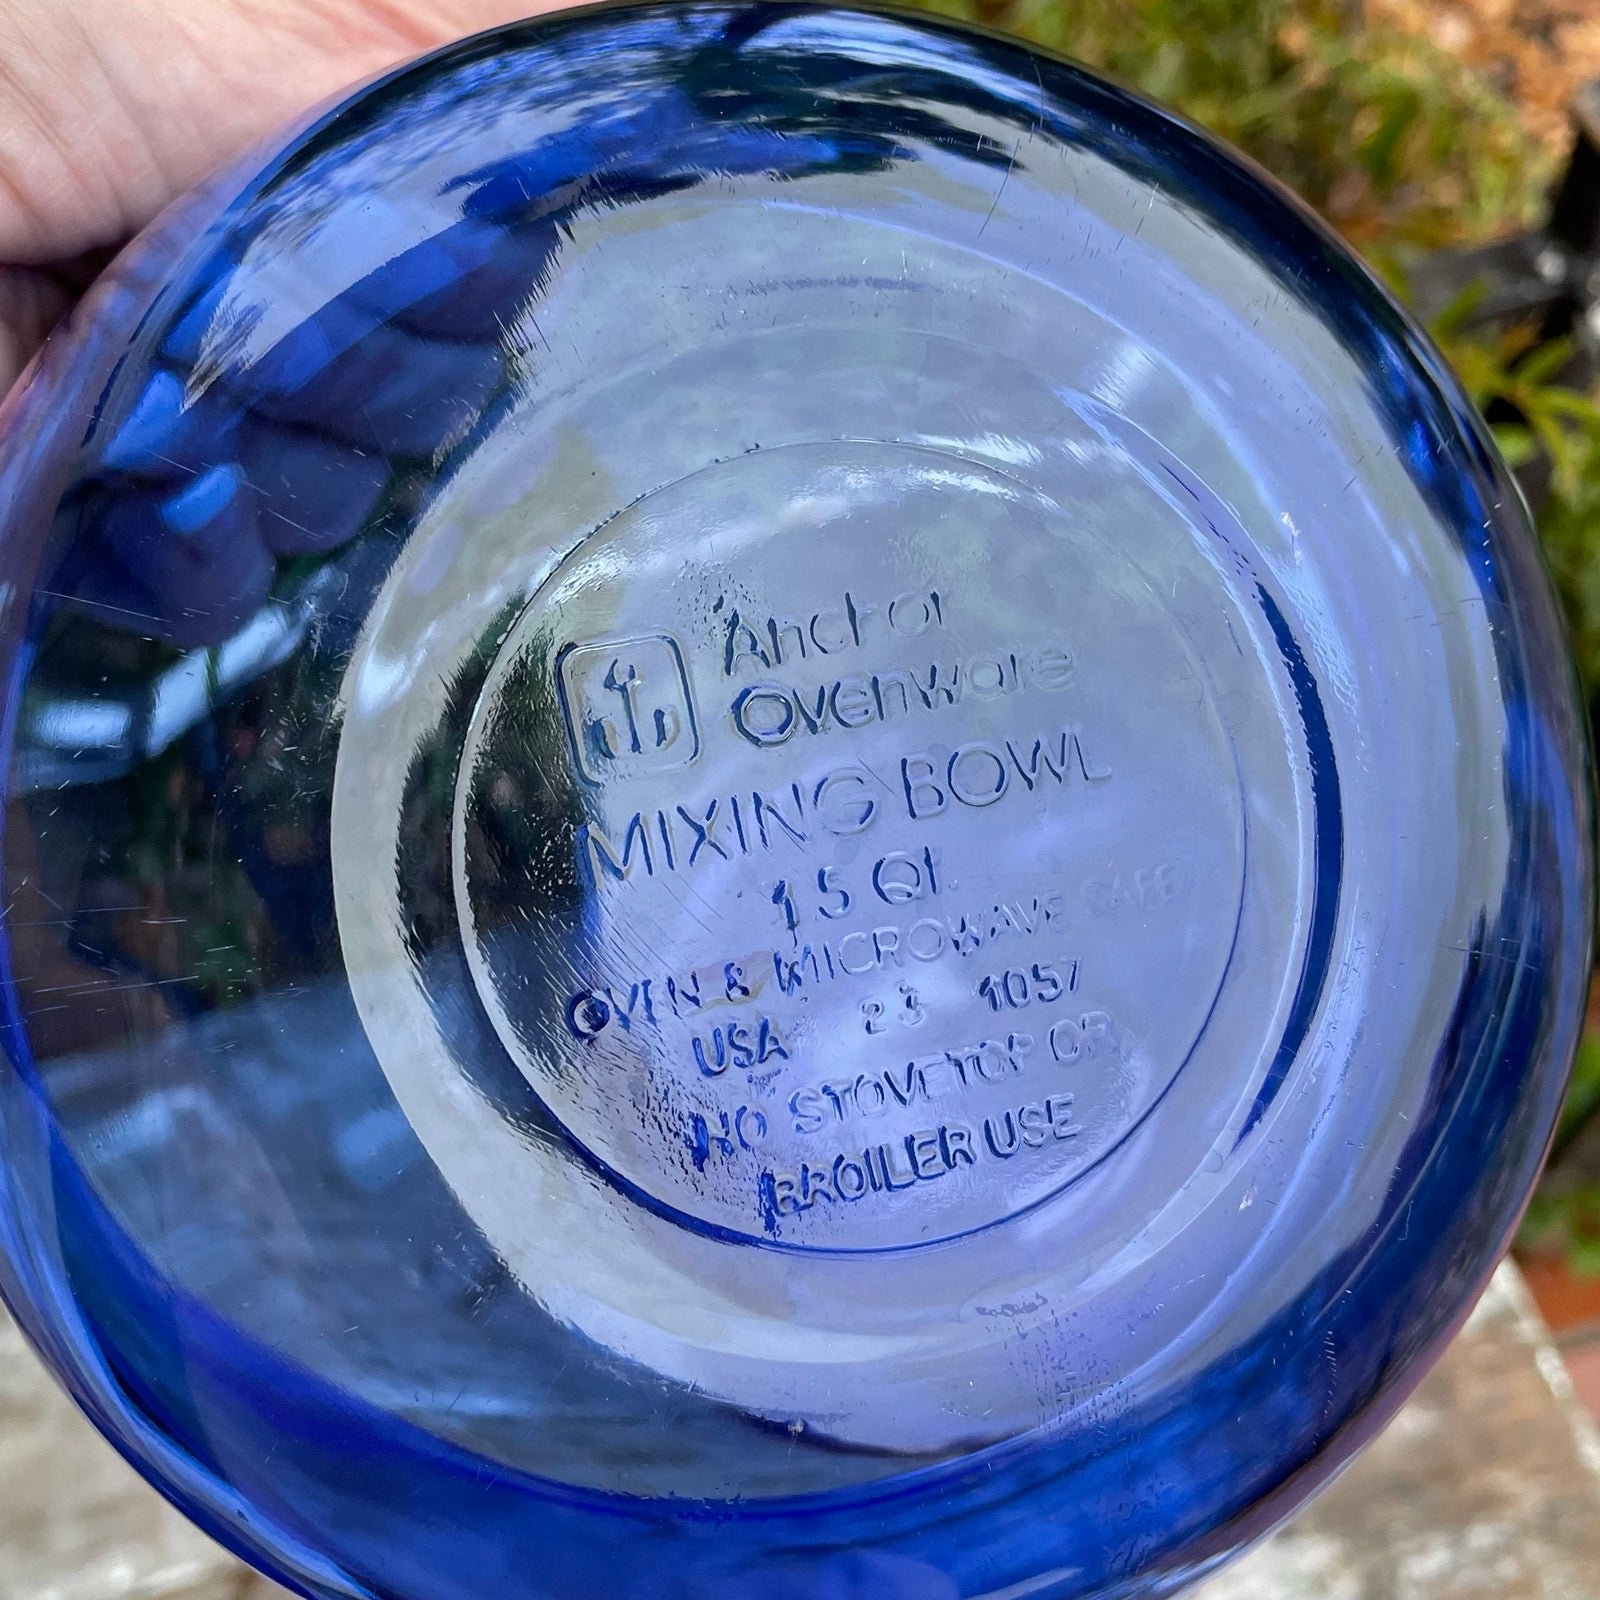 Anchor
Ovenware
MIXING BOWL
1.5 Qt.
OVEN & MICROWAVE SAFE
USA 23 1057
NO STOVETOP OR
BROILER USE